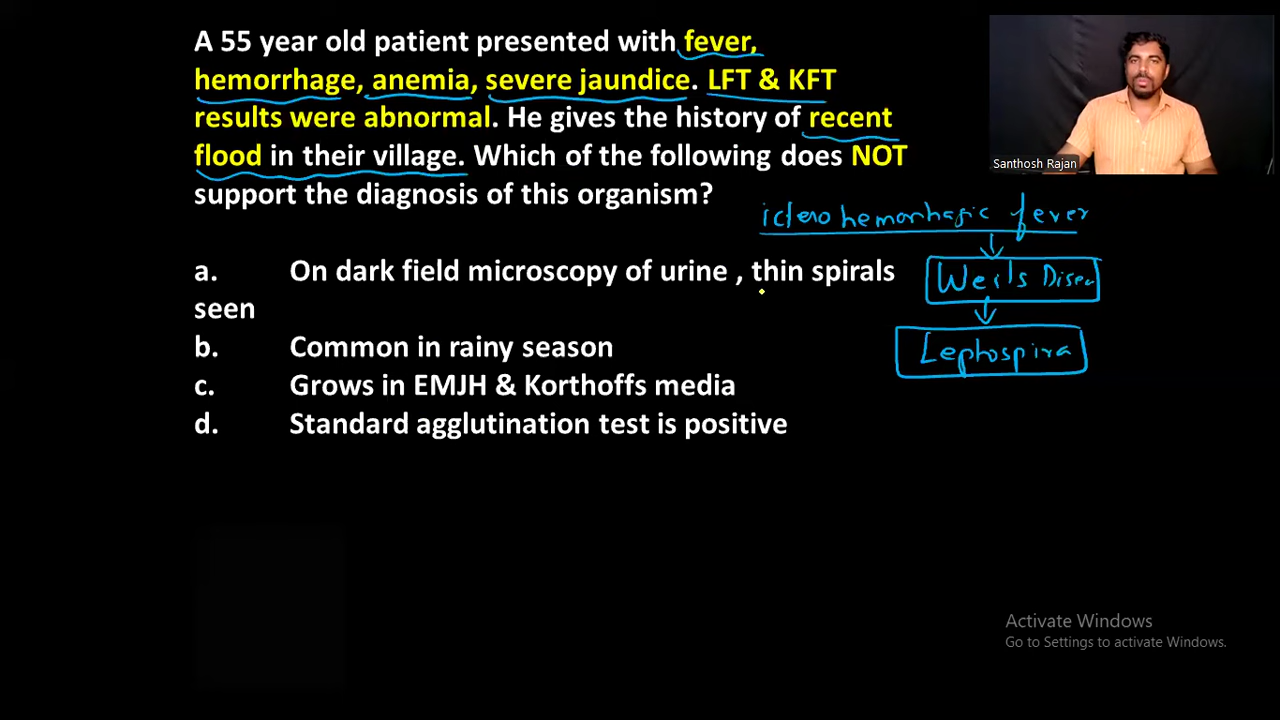 A 55 year old patient presented with fever,
hemorrhage, anemia, severe jaundice. LFT & KFT
results were abnormal. He gives the history of recent
flood in their village. Which of the following does NOT
support the diagnosis of this organism?
Santhosh Rajan
ictero hemorrhagic fever
Weils Disea
Lephospira
a. On dark field microscopy of urine , thin spirals
seen
b. Common in rainy season
c. Grows in EMJH & Korthoffs media
d. Standard agglutination test is positive
Activate Windows
Go to Settings to activate Windows.